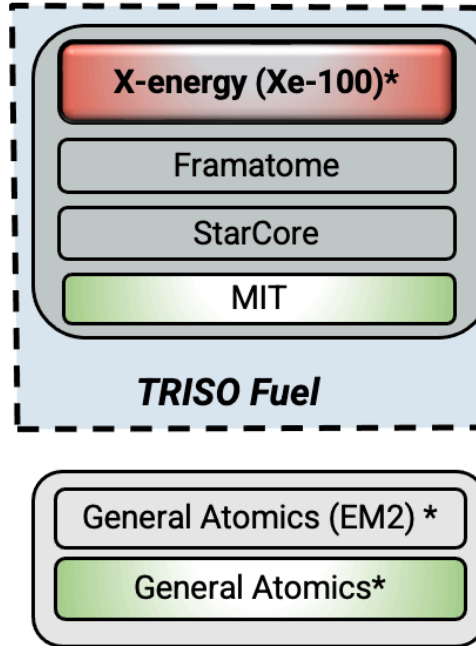 X-energy (Xe-100)*
Framatome
StarCore
MIT
TRISO Fuel
General Atomics (EM2) *
General Atomics*